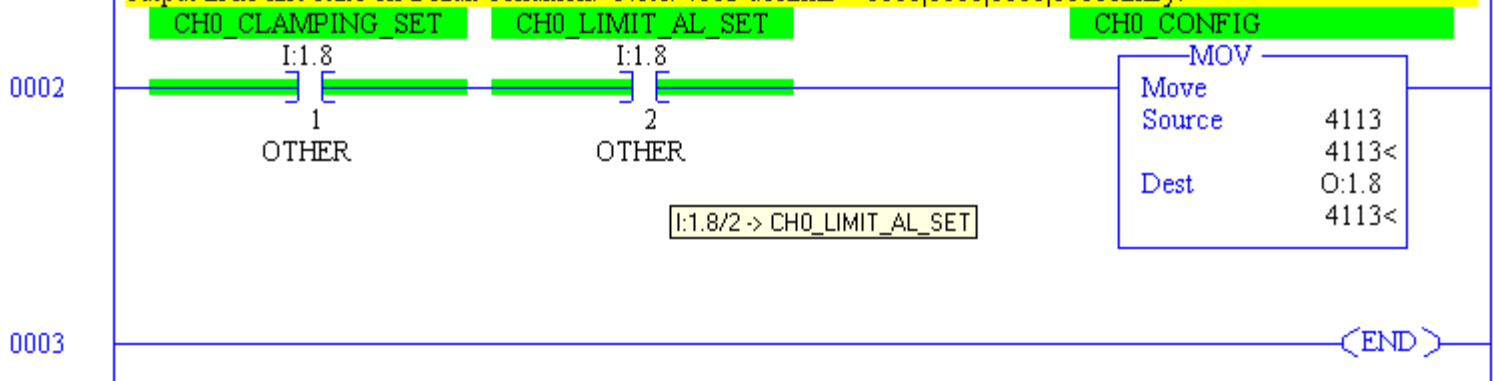 CH0_CLAMPING_SET CH0_LIMIT_AL_SET CH0_CONFIG
I:1.8 I:1.8 MOV
0002 Move
1 2 Source 4113
OTHER OTHER 4113<
Dest O:1.8
I:1.8/2 -> CH0_LIMIT_AL_SET 4113<
0003 END